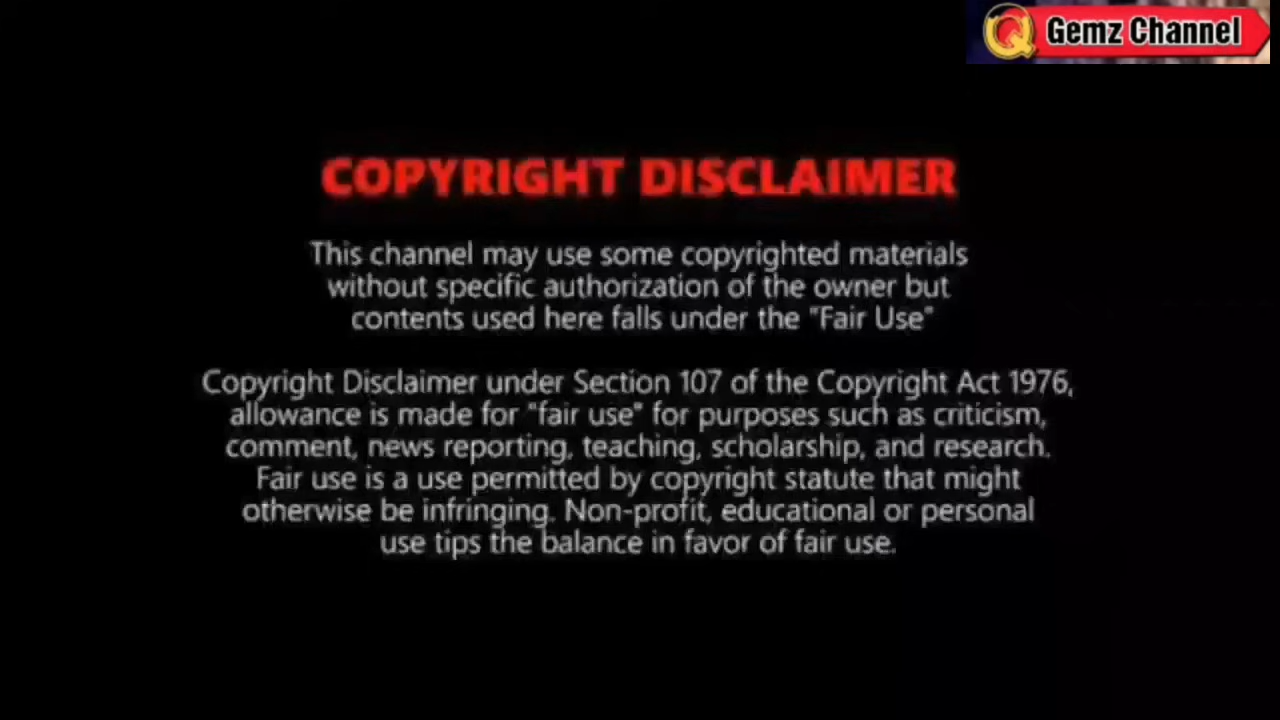 Gemz Channel
COPYRIGHT DISCLAIMER
This channel may use some copyrighted materials
without specific authorization of the owner but
contents used here falls under the "Fair Use"
Copyright Disclaimer under Section 107 of the Copyright Act 1976,
allowance is made for "fair use" for purposes such as criticism,
comment, news reporting, teaching, scholarship, and research.
Fair use is a use permitted by copyright statute that might
otherwise be infringing. Non-profit, educational or personal
use tips the balance in favor of fair use.